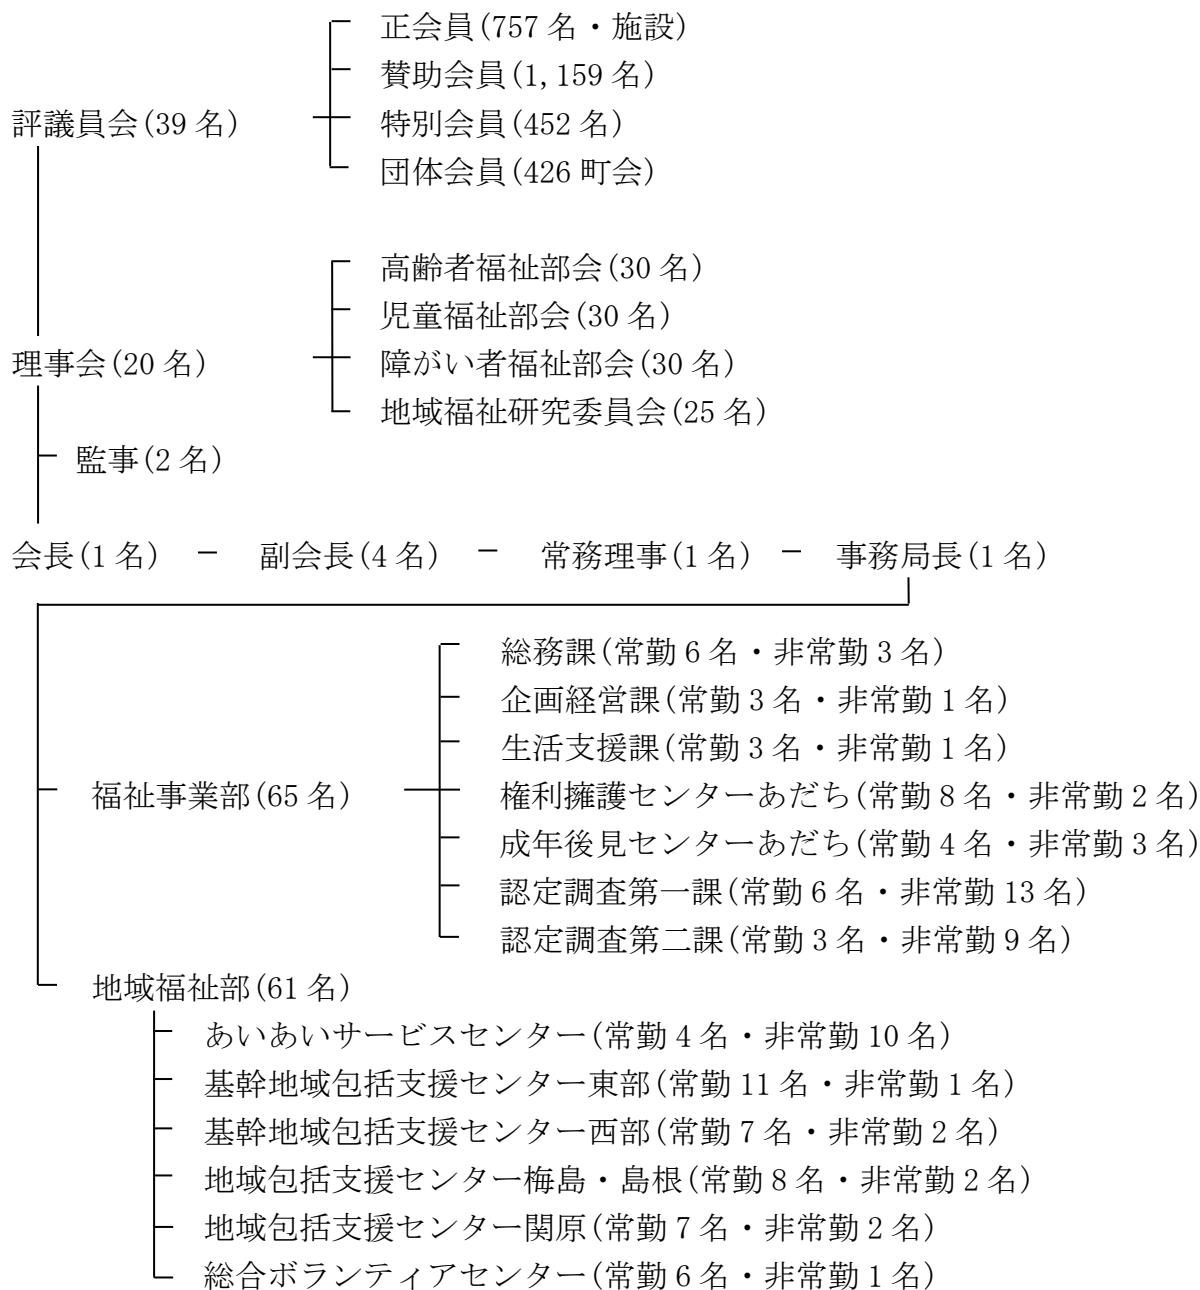 正会員(757名・施設)
賛助会員(1,159名)
評議員会(39名)
特別会員(452名)
団体会員(426町会)
高齢者福祉部会(30名)
児童福祉部会(30名)
理事会(20名)
障がい者福祉部会(30名)
地域福祉研究委員会(25名)
監事(2名)
会長(1名) － 副会長(4名) － 常務理事(1名) － 事務局長(1名)
総務課(常勤6名・非常勤3名)
企画経営課(常勤3名・非常勤1名)
生活支援課(常勤3名・非常勤1名)
福祉事業部(65名)
権利擁護センターあだち(常勤8名・非常勤2名)
成年後見センターあだち(常勤4名・非常勤3名)
認定調査第一課(常勤6名・非常勤13名)
認定調査第二課(常勤3名・非常勤9名)
地域福祉部(61名)
あいあいサービスセンター(常勤4名・非常勤10名)
基幹地域包括支援センター東部(常勤11名・非常勤1名)
基幹地域包括支援センター西部(常勤7名・非常勤2名)
地域包括支援センター梅島・島根(常勤8名・非常勤2名)
地域包括支援センター関原(常勤7名・非常勤2名)
総合ボランティアセンター(常勤6名・非常勤1名)